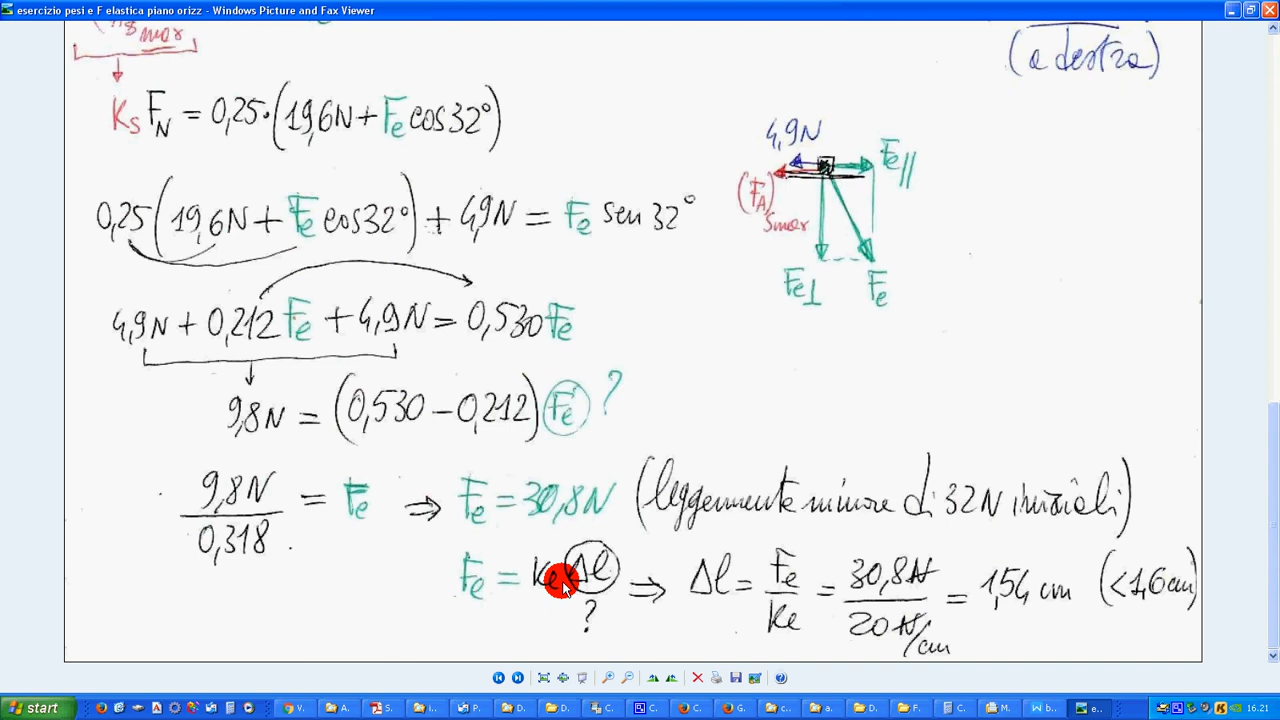 esercizio pesi e F elastica piano orizz - Windows Picture and Fax Viewer
smax
(a destra)
Ks FN = 0,25·(19,6N + Fe cos32°)
4,9N
Fe//
(FA)smax
Fe⊥
Fe
0,25(19,6N + Fe cos32°) + 4,9N = Fe sen 32°
4,9N + 0,212 Fe + 4,9N = 0,530 Fe
9,8N = (0,530 - 0,212) Fe ?
9,8N / 0,318 = Fe ⇒ Fe = 30,8N (leggermente minore di 32N iniziali)
Fe = Ke Δl ⇒ Δl = Fe / Ke = 30,8N / 20 N/cm = 1,54 cm (<1,6cm)
?
start
V.
A.
S.
i..
P.
D.
D.
C.
C.
C.
G.
c..
a.
D.
F.
C.
M.
b..
e..
16.21